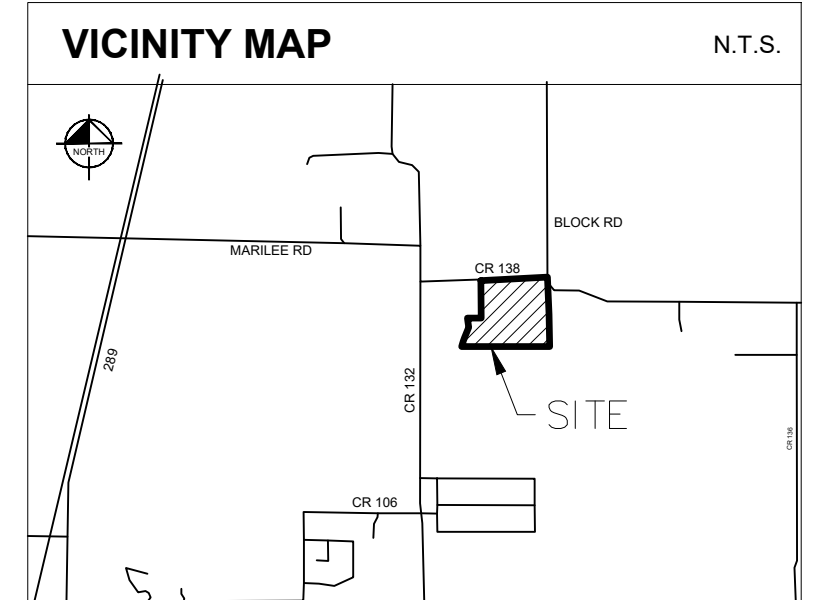 VICINITY MAP
N.T.S.
NORTH
BLOCK RD
MARILEE RD
CR 138
289
CR 132
SITE
CR 136
CR 106